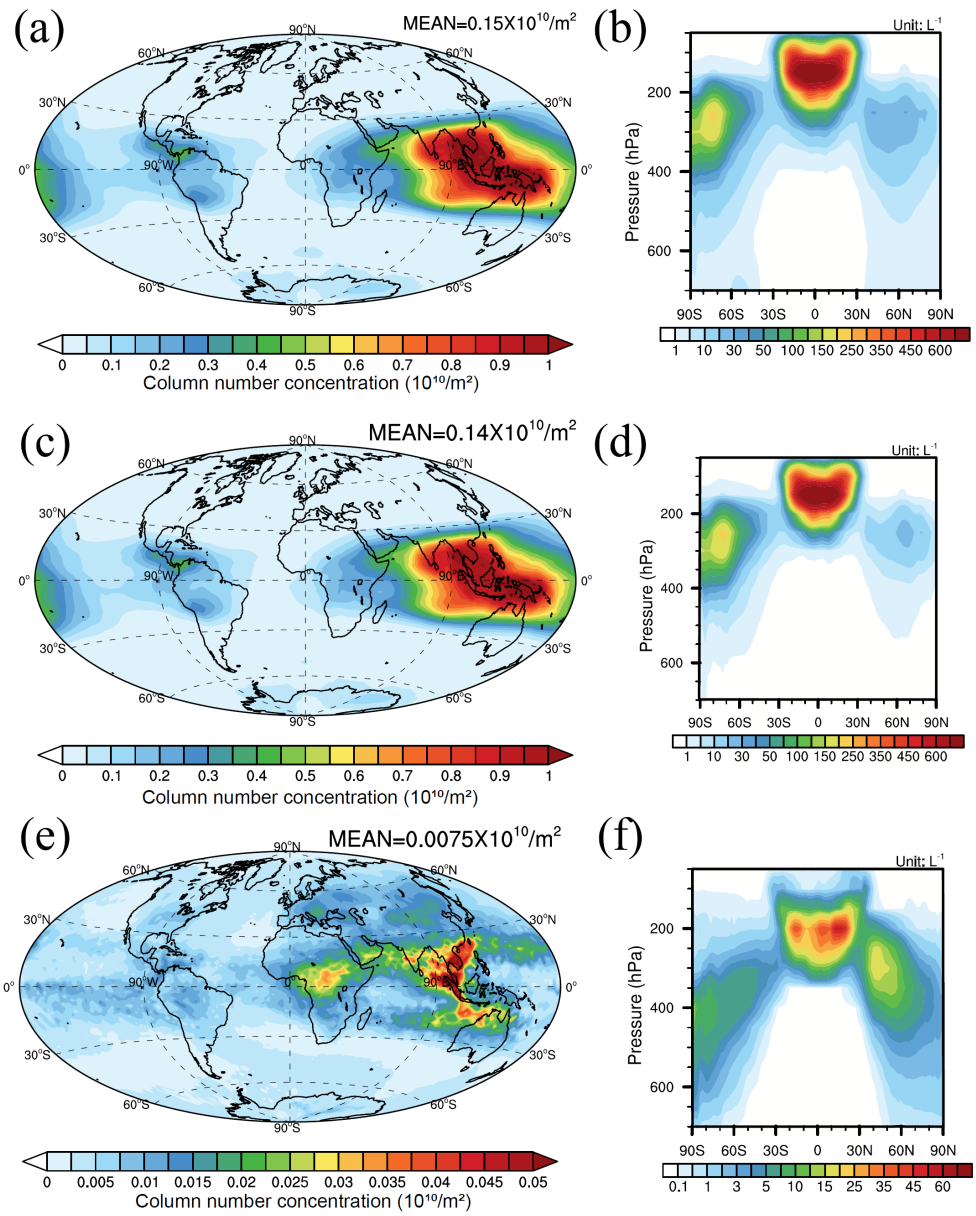 (a)
MEAN=0.15X10¹⁰/m²
90°N
60°N
60°N
30°N
30°N
90°W
0°
90°E
0°
0°
30°S
30°S
60°S
60°S
90°S
0 0.1 0.2 0.3 0.4 0.5 0.6 0.7 0.8 0.9 1
Column number concentration (10¹⁰/m²)
(b)
Unit: L⁻¹
Pressure (hPa)
200
400
600
90S 60S 30S 0 30N 60N 90N
1 10 30 50 100 150 250 350 450 600
(c)
MEAN=0.14X10¹⁰/m²
90°N
60°N
60°N
30°N
30°N
90°W
0°
90°E
0°
0°
30°S
30°S
60°S
60°S
90°S
0 0.1 0.2 0.3 0.4 0.5 0.6 0.7 0.8 0.9 1
Column number concentration (10¹⁰/m²)
(d)
Unit: L⁻¹
Pressure (hPa)
200
400
600
90S 60S 30S 0 30N 60N 90N
1 10 30 50 100 150 250 350 450 600
(e)
MEAN=0.0075X10¹⁰/m²
90°N
60°N
60°N
30°N
30°N
90°W
0°
90°E
0°
0°
30°S
30°S
60°S
60°S
90°S
0 0.005 0.01 0.015 0.02 0.025 0.03 0.035 0.04 0.045 0.05
Column number concentration (10¹⁰/m²)
(f)
Unit: L⁻¹
Pressure (hPa)
200
400
600
90S 60S 30S 0 30N 60N 90N
0.1 1 3 5 10 15 25 35 45 60